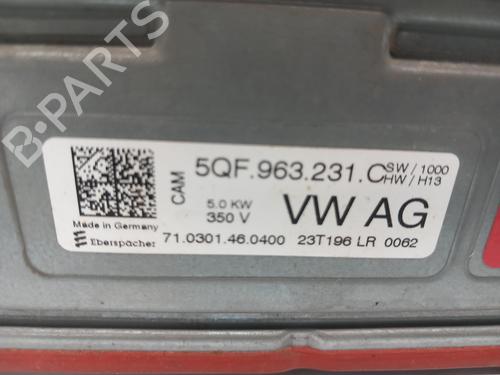 B-PARTS
CAM
5QF.963.231.C SW/1000
HW/H13
5.0 KW
350 V
VW AG
Made in Germany
Eberspächer
71.0301.46.0400 23T196 LR 0062